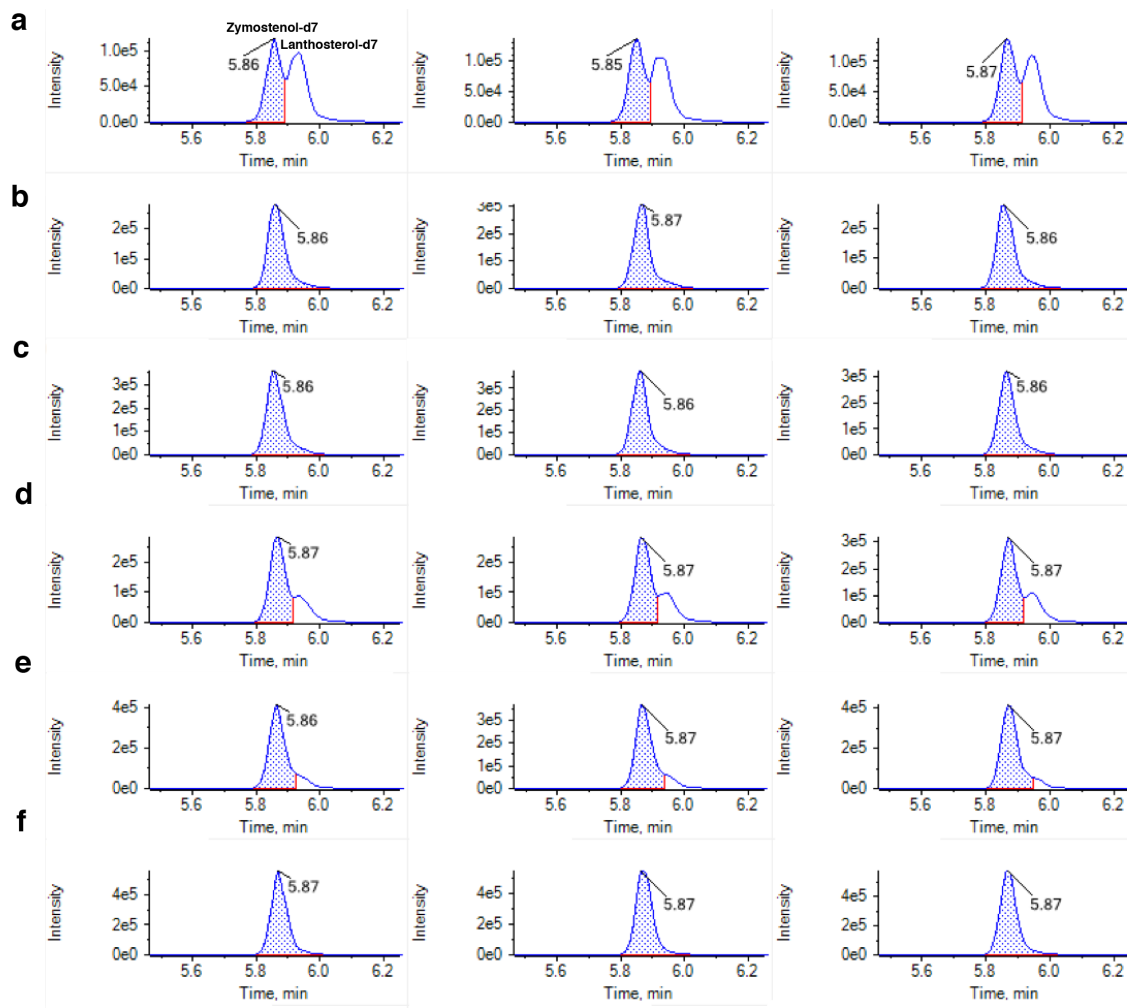 a
Zymostenol-d7
Lanthosterol-d7
Intensity
1.0e5
5.0e4
0.0e0
5.86
5.6 5.8 6.0 6.2
Time, min
Intensity
1e5
5e4
0e0
5.85
5.6 5.8 6.0 6.2
Time, min
Intensity
1e5
5e4
0e0
5.87
5.6 5.8 6.0 6.2
Time, min
b
Intensity
2e5
1e5
0e0
5.86
5.6 5.8 6.0 6.2
Time, min
Intensity
3e5
2e5
1e5
0e0
5.87
5.6 5.8 6.0 6.2
Time, min
Intensity
2e5
1e5
0e0
5.86
5.6 5.8 6.0 6.2
Time, min
c
Intensity
3e5
2e5
1e5
0e0
5.86
5.6 5.8 6.0 6.2
Time, min
Intensity
3e5
2e5
1e5
0e0
5.86
5.6 5.8 6.0 6.2
Time, min
Intensity
3e5
2e5
1e5
0e0
5.86
5.6 5.8 6.0 6.2
Time, min
d
Intensity
2e5
1e5
0e0
5.87
5.6 5.8 6.0 6.2
Time, min
Intensity
2e5
1e5
0e0
5.87
5.6 5.8 6.0 6.2
Time, min
Intensity
3e5
2e5
1e5
0e0
5.87
5.6 5.8 6.0 6.2
Time, min
e
Intensity
4e5
2e5
0e0
5.86
5.6 5.8 6.0 6.2
Time, min
Intensity
3e5
2e5
1e5
0e0
5.87
5.6 5.8 6.0 6.2
Time, min
Intensity
4e5
2e5
0e0
5.87
5.6 5.8 6.0 6.2
Time, min
f
Intensity
4e5
2e5
0e0
5.87
5.6 5.8 6.0 6.2
Time, min
Intensity
4e5
2e5
0e0
5.87
5.6 5.8 6.0 6.2
Time, min
Intensity
4e5
2e5
0e0
5.87
5.6 5.8 6.0 6.2
Time, min